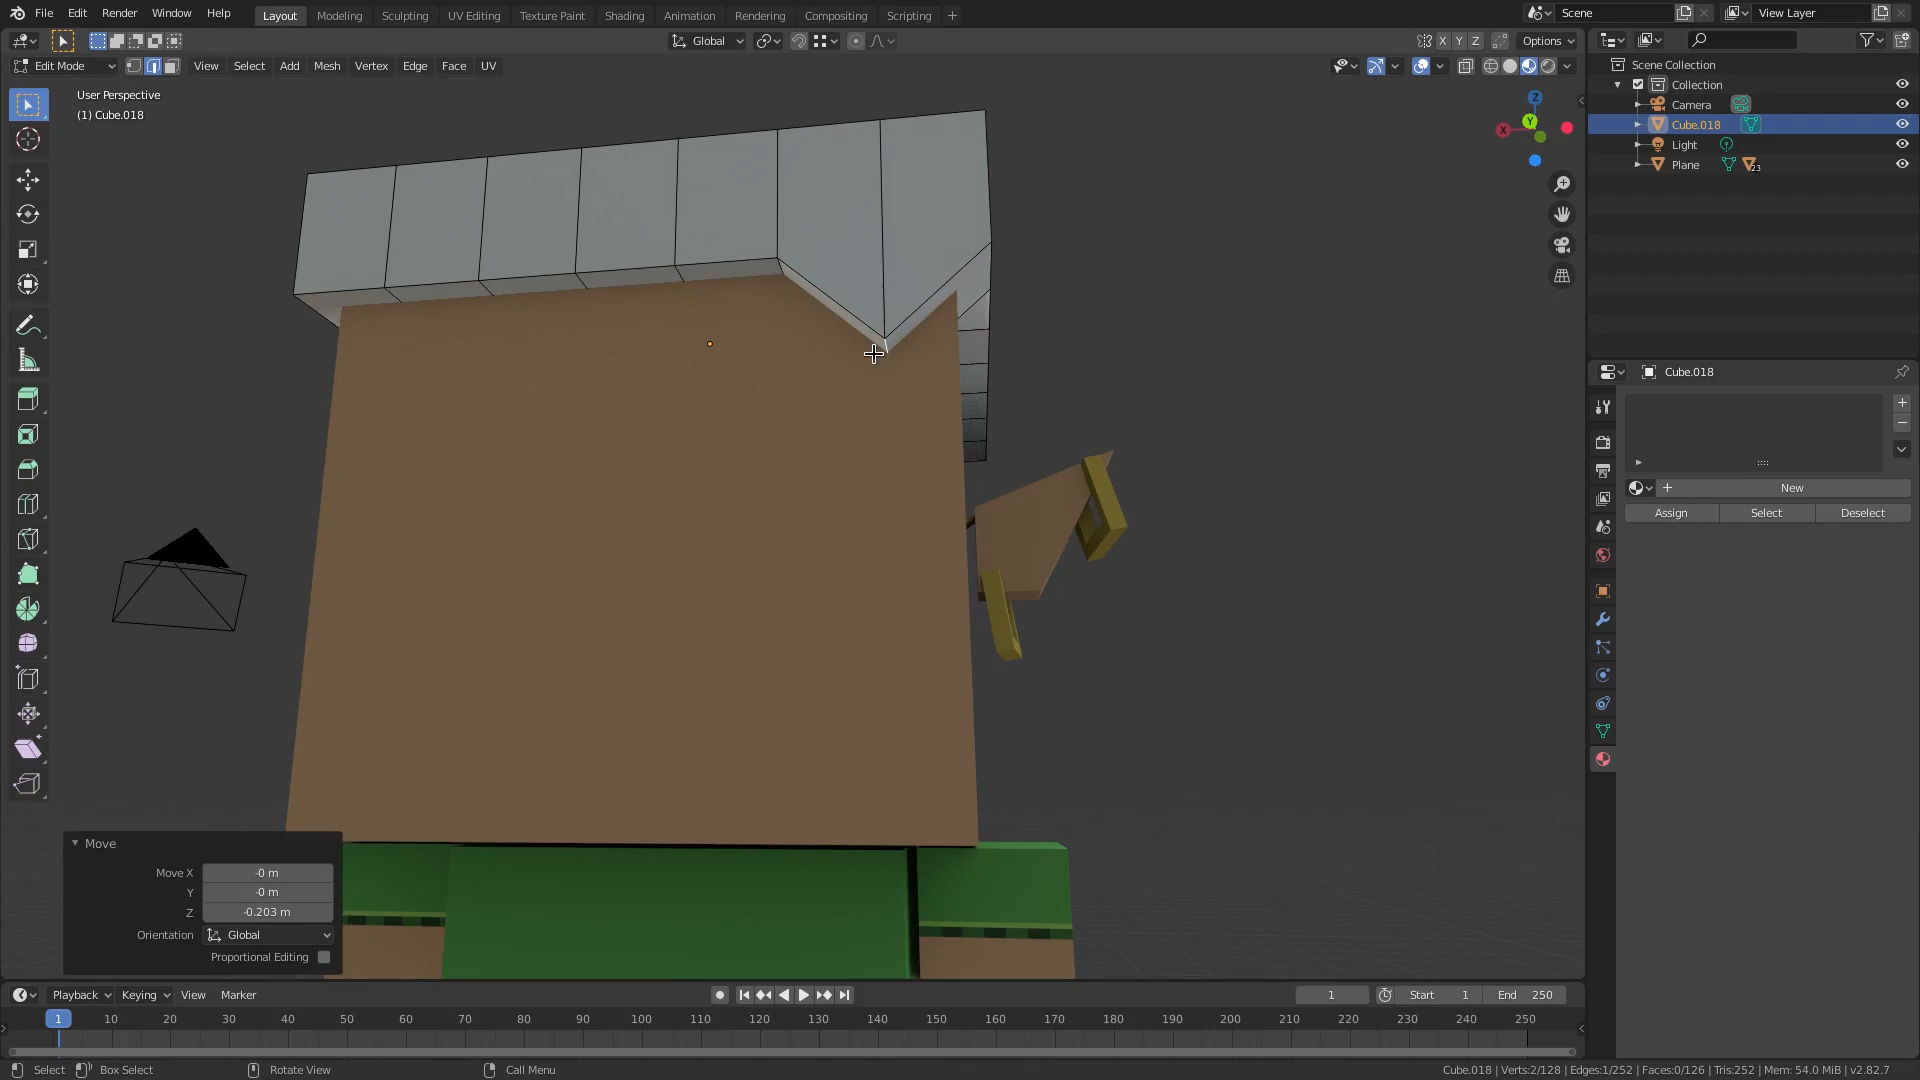 File Edit Render Window Help Layout Modeling Sculpting UV Editing Texture Paint Shading Animation Rendering Compositing Scripting + Scene View Layer
Global X Y Z Options
Edit Mode View Select Add Mesh Vertex Edge Face UV
User Perspective
(1) Cube.018
Z
Y
X
Scene Collection
Collection
Camera
Cube.018
Light
Plane 23
Cube.018
New
Assign Select Deselect
Move
Move X -0 m
Y -0 m
Z -0.203 m
Orientation Global
Proportional Editing
Playback Keying View Marker 1 Start 1 End 250
1 10 20 30 40 50 60 70 80 90 100 110 120 130 140 150 160 170 180 190 200 210 220 230 240 250
Select Box Select Rotate View Call Menu Cube.018 | Verts:2/128 | Edges:1/252 | Faces:0/126 | Tris:252 | Mem: 54.0 MiB | v2.82.7